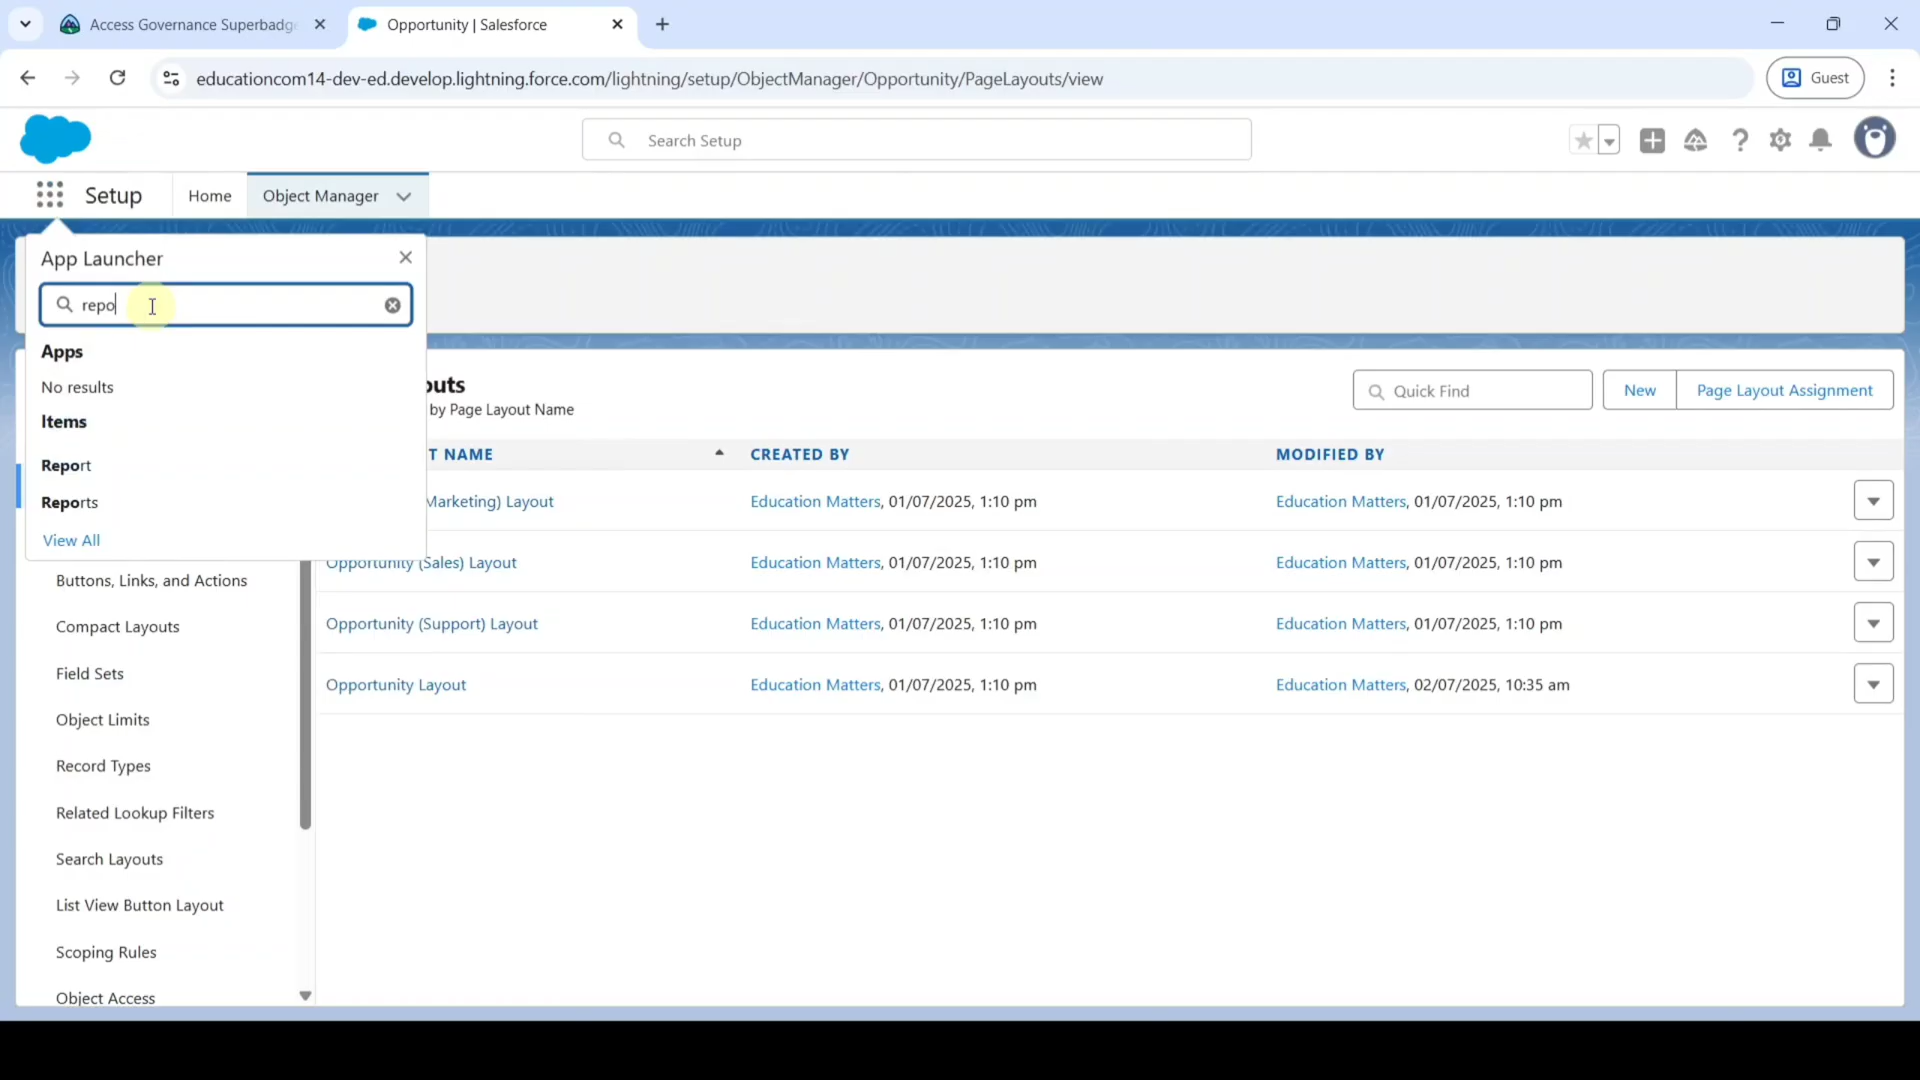 Access Governance Superbadge
Opportunity | Salesforce
educationcom14-dev-ed.develop.lightning.force.com/lightning/setup/ObjectManager/Opportunity/PageLayouts/view
Guest
Search Setup
Setup
Home
Object Manager
App Launcher
repo
Apps
No results
Items
Report
Reports
View All
outs
by Page Layout Name
Quick Find
New
Page Layout Assignment
T NAME
CREATED BY
MODIFIED BY
Marketing) Layout
Education Matters, 01/07/2025, 1:10 pm
Education Matters, 01/07/2025, 1:10 pm
Opportunity (Sales) Layout
Education Matters, 01/07/2025, 1:10 pm
Education Matters, 01/07/2025, 1:10 pm
Opportunity (Support) Layout
Education Matters, 01/07/2025, 1:10 pm
Education Matters, 01/07/2025, 1:10 pm
Opportunity Layout
Education Matters, 01/07/2025, 1:10 pm
Education Matters, 02/07/2025, 10:35 am
Buttons, Links, and Actions
Compact Layouts
Field Sets
Object Limits
Record Types
Related Lookup Filters
Search Layouts
List View Button Layout
Scoping Rules
Object Access